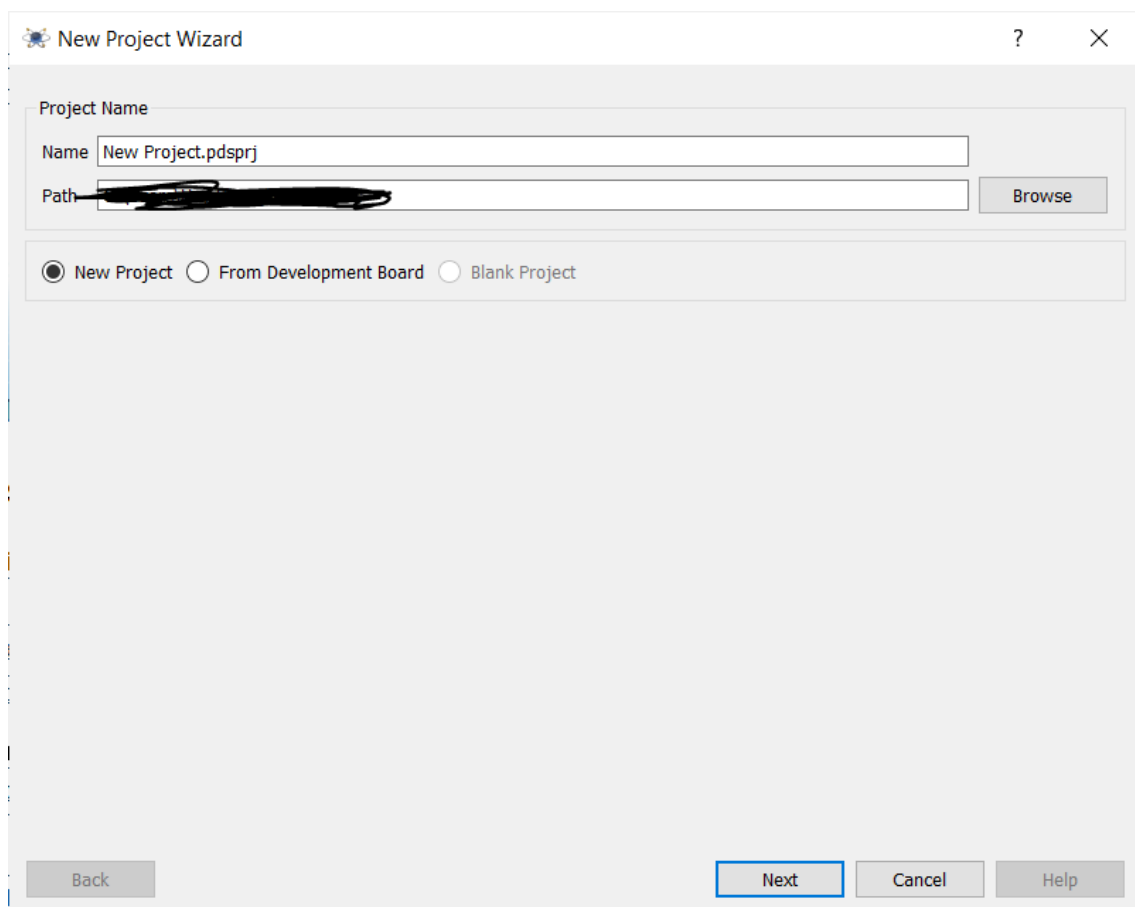 New Project Wizard ?
Project Name
Name New Project.pdsprj
Path
Browse
New Project From Development Board Blank Project
Back Next Cancel Help